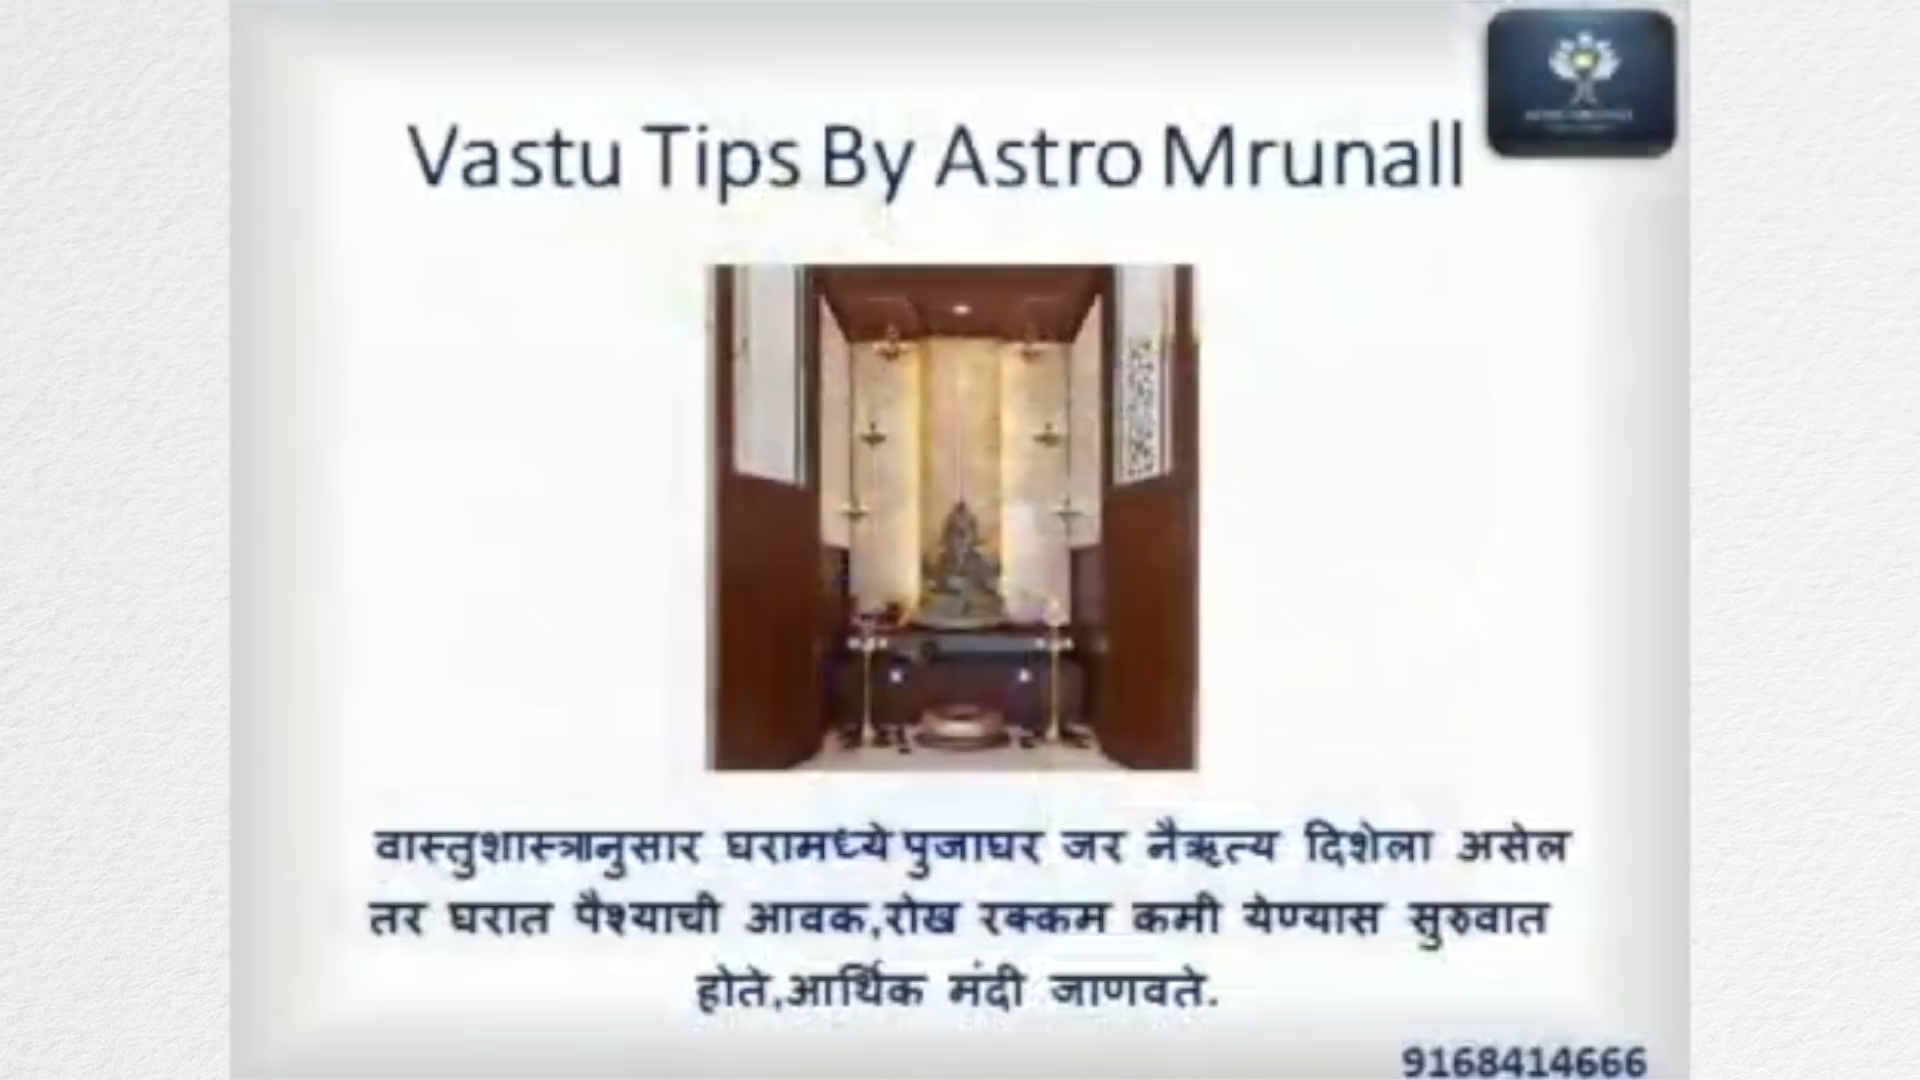 Vastu Tips By Astro Mrunall
वास्तुशास्त्रानुसार घरामध्ये पुजाघर जर नैऋत्य दिशेला असेल
तर घरात पैश्याची आवक,रोख रक्कम कमी येण्यास सुरुवात
होते,आर्थिक मंदी जाणवते.
9168414666